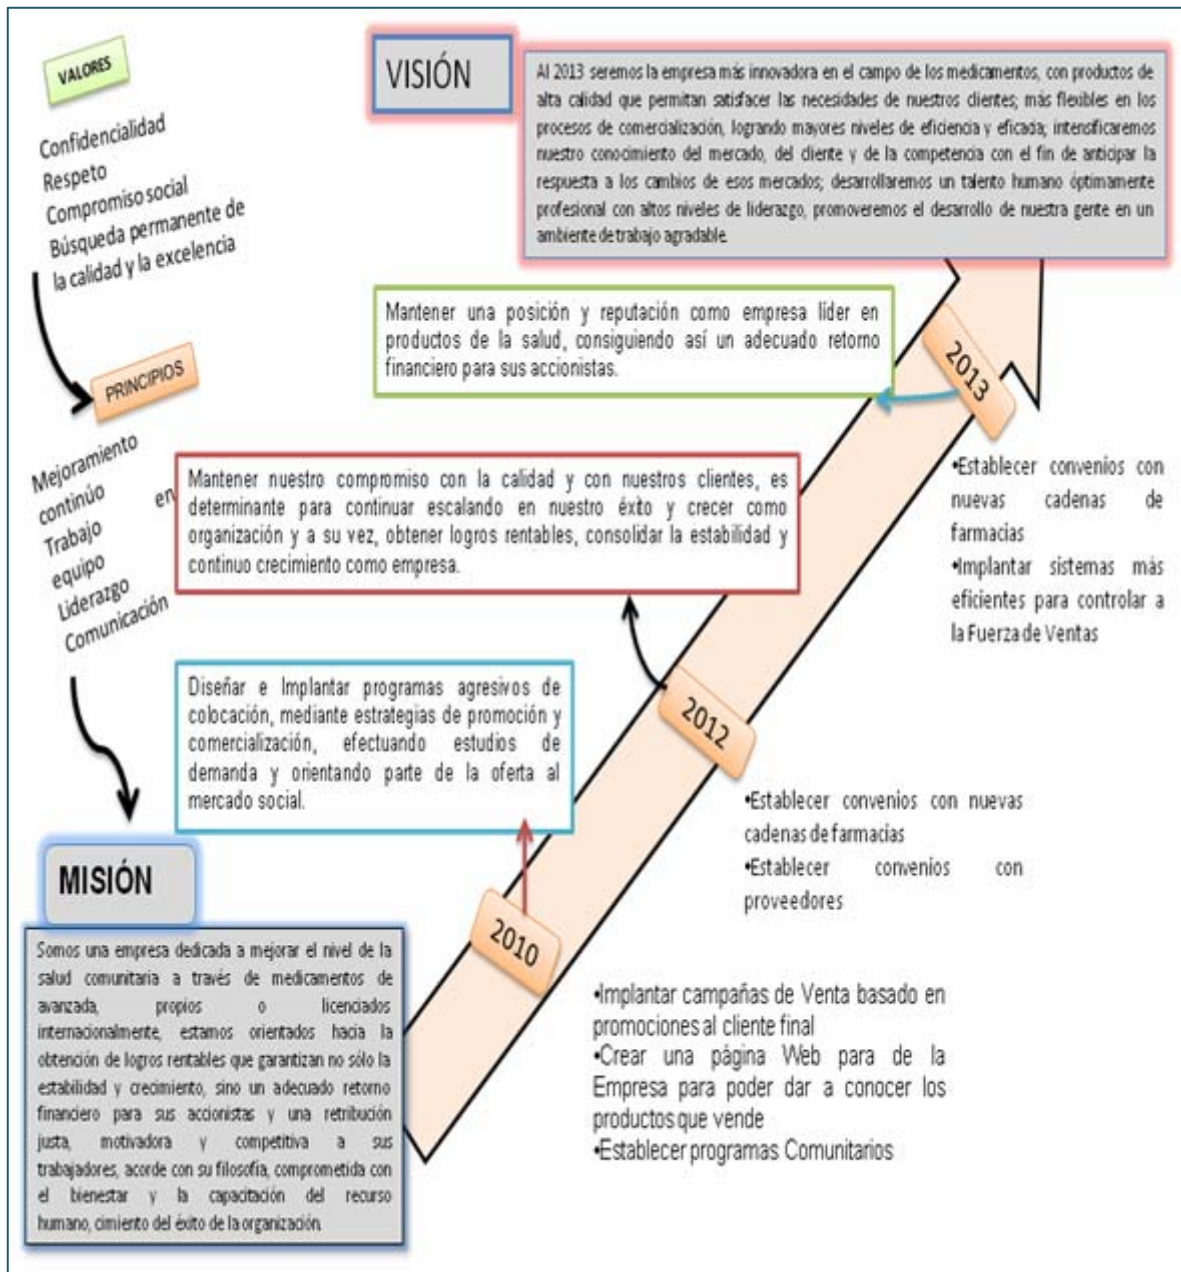 VALORES
Confidencialidad
Respeto
Compromiso social
Búsqueda permanente de
la calidad y la excelencia
PRINCIPIOS
Mejoramiento
continúo
Trabajo en
equipo
Liderazgo
Comunicación
MISIÓN
Somos una empresa dedicada a mejorar el nivel de la
salud comunitaria a través de medicamentos de
avanzada, propios o licenciados
internacionalmente, estamos orientados hacia la
obtención de logros rentables que garantizan no sólo la
estabilidad y crecimiento, sino un adecuado retorno
financiero para sus accionistas y una retribución
justa, motivadora y competitiva a sus
trabajadores, acorde con su filosofía, comprometida con
el bienestar y la capacitación del recurso
humano, cimiento del éxito de la organización.
VISIÓN
Al 2013 seremos la empresa más innovadora en el campo de los medicamentos, con productos de
alta calidad que permitan satisfacer las necesidades de nuestros clientes; más flexibles en los
procesos de comercialización, logrando mayores niveles de eficiencia y eficacia; intensificaremos
nuestro conocimiento del mercado, del cliente y de la competencia con el fin de anticipar la
respuesta a los cambios de esos mercados; desarrollaremos un talento humano óptimamente
profesional con altos niveles de liderazgo, promoveremos el desarrollo de nuestra gente en un
ambiente de trabajo agradable.
Mantener una posición y reputación como empresa líder en
productos de la salud, consiguiendo así un adecuado retorno
financiero para sus accionistas.
2013
•Establecer convenios con
nuevas cadenas de
farmacias
•Implantar sistemas más
eficientes para controlar a
la Fuerza de Ventas
Mantener nuestro compromiso con la calidad y con nuestros clientes, es
determinante para continuar escalando en nuestro éxito y crecer como
organización y a su vez, obtener logros rentables, consolidar la estabilidad y
continuo crecimiento como empresa.
2012
•Establecer convenios con nuevas
cadenas de farmacias
•Establecer convenios con
proveedores
Diseñar e Implantar programas agresivos de
colocación, mediante estrategias de promoción y
comercialización, efectuando estudios de
demanda y orientando parte de la oferta al
mercado social.
2010
•Implantar campañas de Venta basado en
promociones al cliente final
•Crear una página Web para de la
Empresa para poder dar a conocer los
productos que vende
•Establecer programas Comunitarios